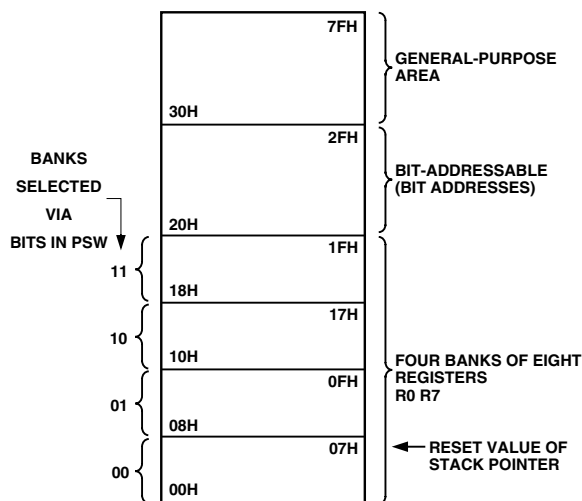 7FH
GENERAL-PURPOSE
AREA
30H
2FH
BANKS
SELECTED
VIA
BITS IN PSW
BIT-ADDRESSABLE
(BIT ADDRESSES)
20H
1FH
11
18H
17H
10
10H
FOUR BANKS OF EIGHT
REGISTERS
R0 R7
0FH
01
08H
07H
RESET VALUE OF
STACK POINTER
00
00H